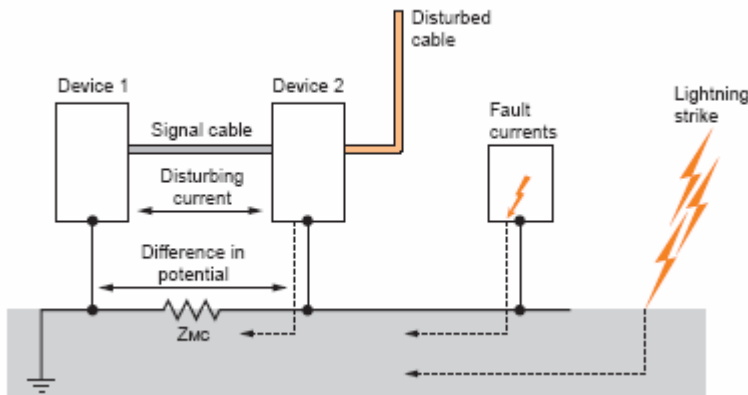 Disturbed
cable
Device 1
Device 2
Signal cable
Fault
currents
Lightning
strike
Disturbing
current
Difference in
potential
ZMC